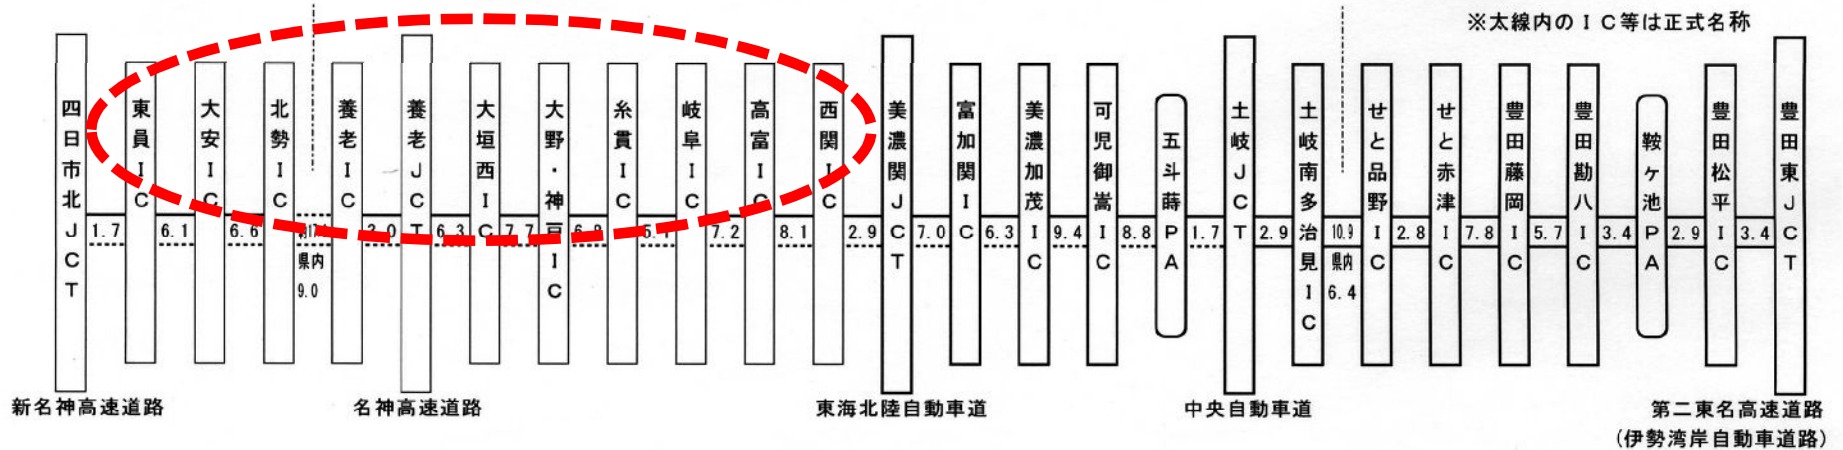 ※太線内のIC等は正式名称
四日市北JCT
東員IC
大安IC
北勢IC
養老IC
養老JCT
大垣西IC
大野・神戸IC
糸貫IC
岐阜IC
高富IC
西関IC
美濃関JCT
富加関IC
美濃加茂IC
可児御嵩IC
五斗蒔PA
土岐JCT
土岐南多治見IC
せと品野IC
せと赤津IC
豊田藤岡IC
豊田勘八IC
鞍ヶ池PA
豊田松平IC
豊田東JCT
1.7
6.1
6.6
県内
9.0
3.0
6.3
7.7
7.2
8.1
2.9
7.0
6.3
9.4
8.8
1.7
2.9
10.9
県内
6.4
2.8
7.8
5.7
3.4
2.9
3.4
新名神高速道路
名神高速道路
東海北陸自動車道
中央自動車道
第二東名高速道路
(伊勢湾岸自動車道路)